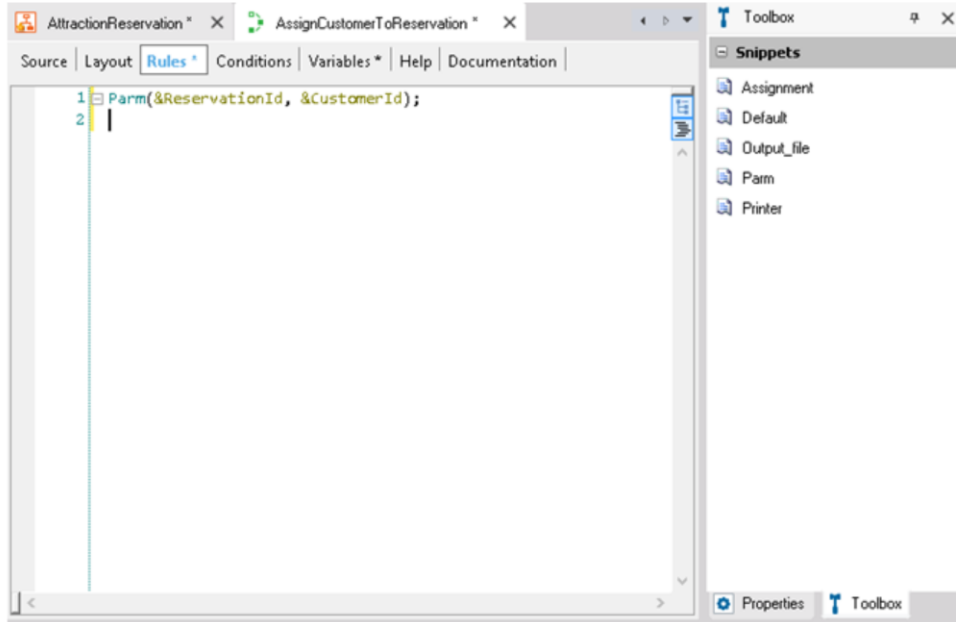 AttractionReservation * AssignCustomerToReservation * Toolbox
Source Layout Rules * Conditions Variables * Help Documentation
Snippets
1 Parm(&ReservationId, &CustomerId);
2
Assignment
Default
Output_file
Parm
Printer
Properties Toolbox